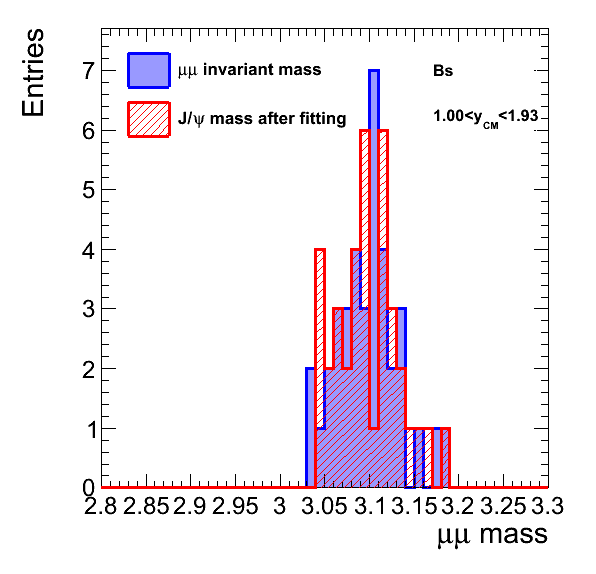 Entries
7
6
5
4
3
2
1
0
μμ invariant mass
J/ψ mass after fitting
Bs
1.00<yCM<1.93
2.8 2.85 2.9 2.95 3 3.05 3.1 3.15 3.2 3.25 3.3
μμ mass